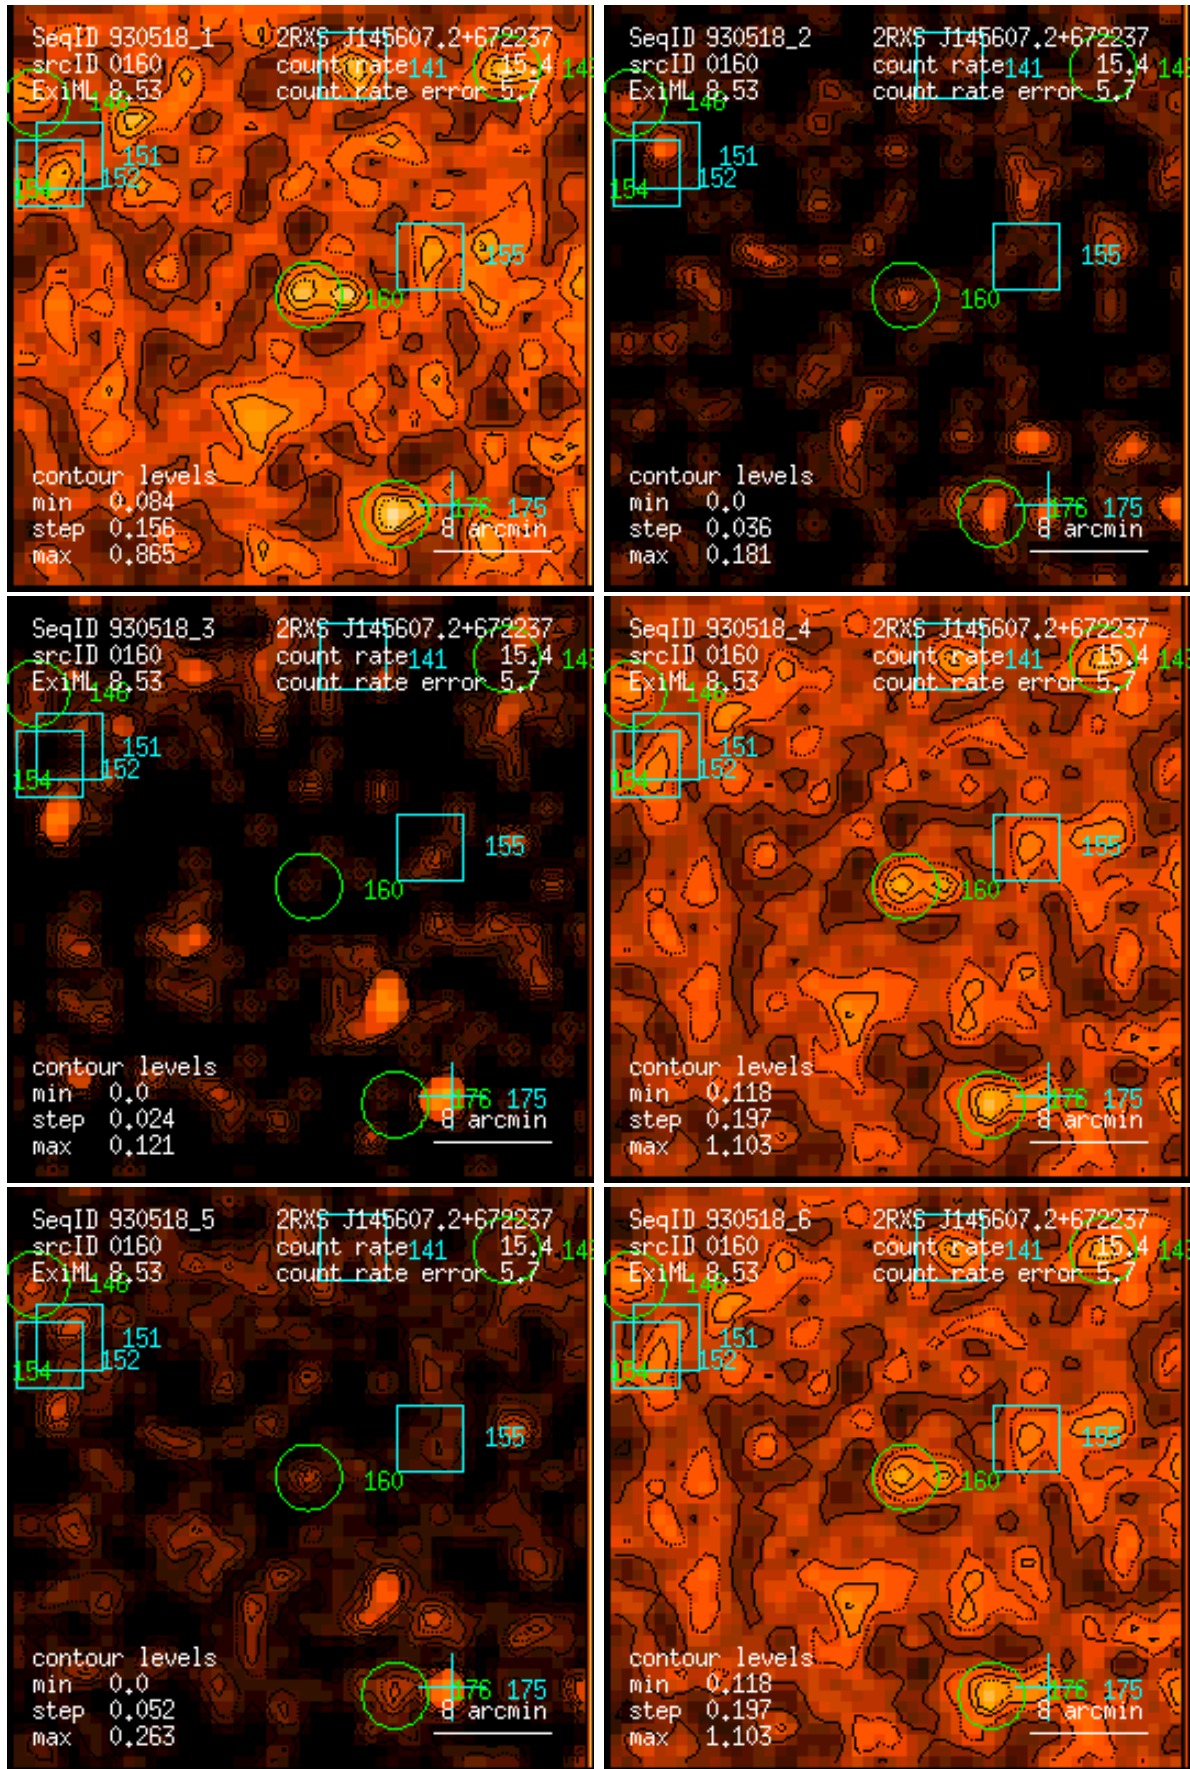 SeqID 930518_1 2RXS J145607.2+672237
srcID 0160 count rate 141 15.4 143
ExiML 8.53 148 count rate error 5.7
151
152
154
155
160
contour levels
min 0.084
step 0.156
max 0.865
176 175
8 arcmin
SeqID 930518_2 2RXS J145607.2+672237
srcID 0160 count rate 141 15.4 143
ExiML 8.53 148 count rate error 5.7
151
152
154
155
160
contour levels
min 0.0
step 0.036
max 0.181
176 175
8 arcmin
SeqID 930518_3 2RXS J145607.2+672237
srcID 0160 count rate 141 15.4 143
ExiML 8.53 148 count rate error 5.7
151
152
154
155
160
contour levels
min 0.0
step 0.024
max 0.121
176 175
8 arcmin
SeqID 930518_4 2RXS J145607.2+672237
srcID 0160 count rate 141 15.4 143
ExiML 8.53 148 count rate error 5.7
151
152
154
155
160
contour levels
min 0.118
step 0.197
max 1.103
176 175
8 arcmin
SeqID 930518_5 2RXS J145607.2+672237
srcID 0160 count rate 141 15.4 143
ExiML 8.53 148 count rate error 5.7
151
152
154
155
160
contour levels
min 0.0
step 0.052
max 0.263
176 175
8 arcmin
SeqID 930518_6 2RXS J145607.2+672237
srcID 0160 count rate 141 15.4 143
ExiML 8.53 148 count rate error 5.7
151
152
154
155
160
contour levels
min 0.118
step 0.197
max 1.103
176 175
8 arcmin